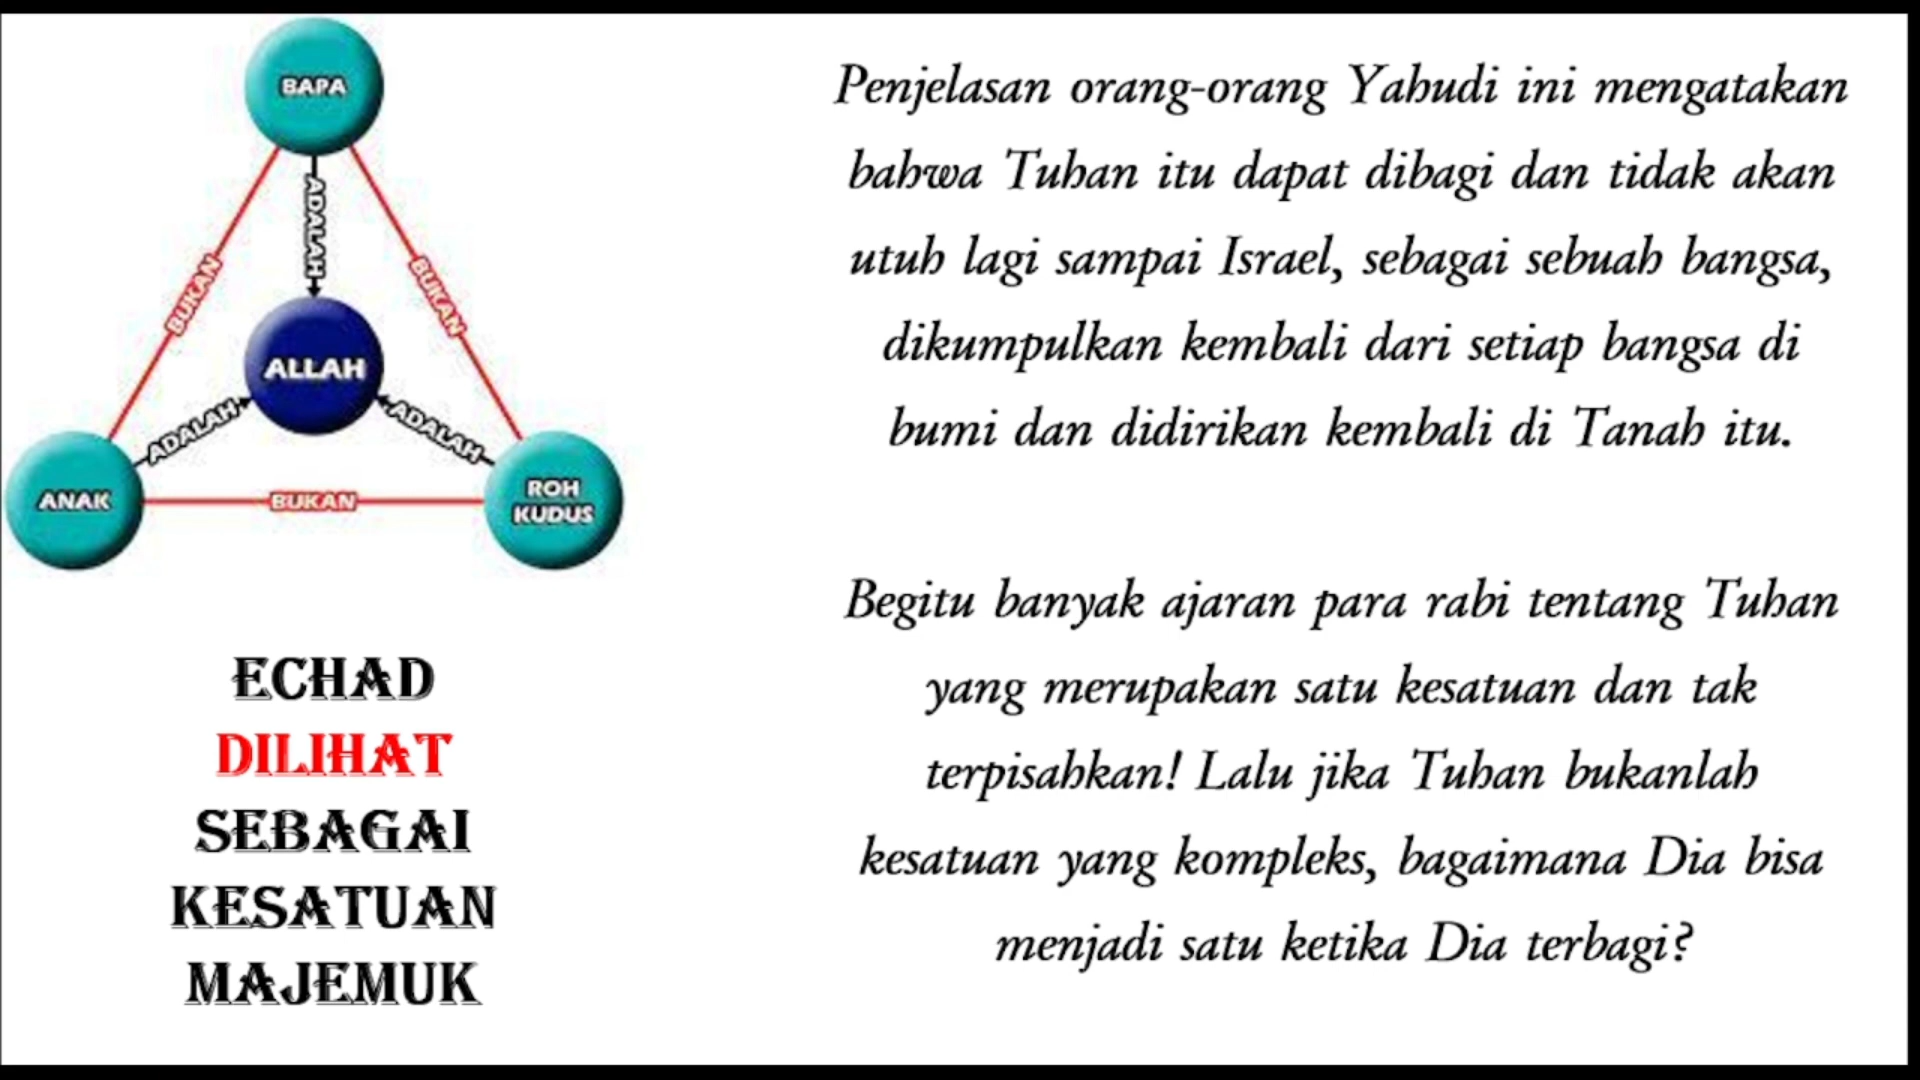 BAPA
ADALAH
BUKAN
BUKAN
ALLAH
ADALAH
ADALAH
ANAK
BUKAN
ROH
KUDUS
ECHAD
DILIHAT
SEBAGAI
KESATUAN
MAJEMUK
Penjelasan orang-orang Yahudi ini mengatakan
bahwa Tuhan itu dapat dibagi dan tidak akan
utuh lagi sampai Israel, sebagai sebuah bangsa,
dikumpulkan kembali dari setiap bangsa di
bumi dan didirikan kembali di Tanah itu.
Begitu banyak ajaran para rabi tentang Tuhan
yang merupakan satu kesatuan dan tak
terpisahkan! Lalu jika Tuhan bukanlah
kesatuan yang kompleks, bagaimana Dia bisa
menjadi satu ketika Dia terbagi?